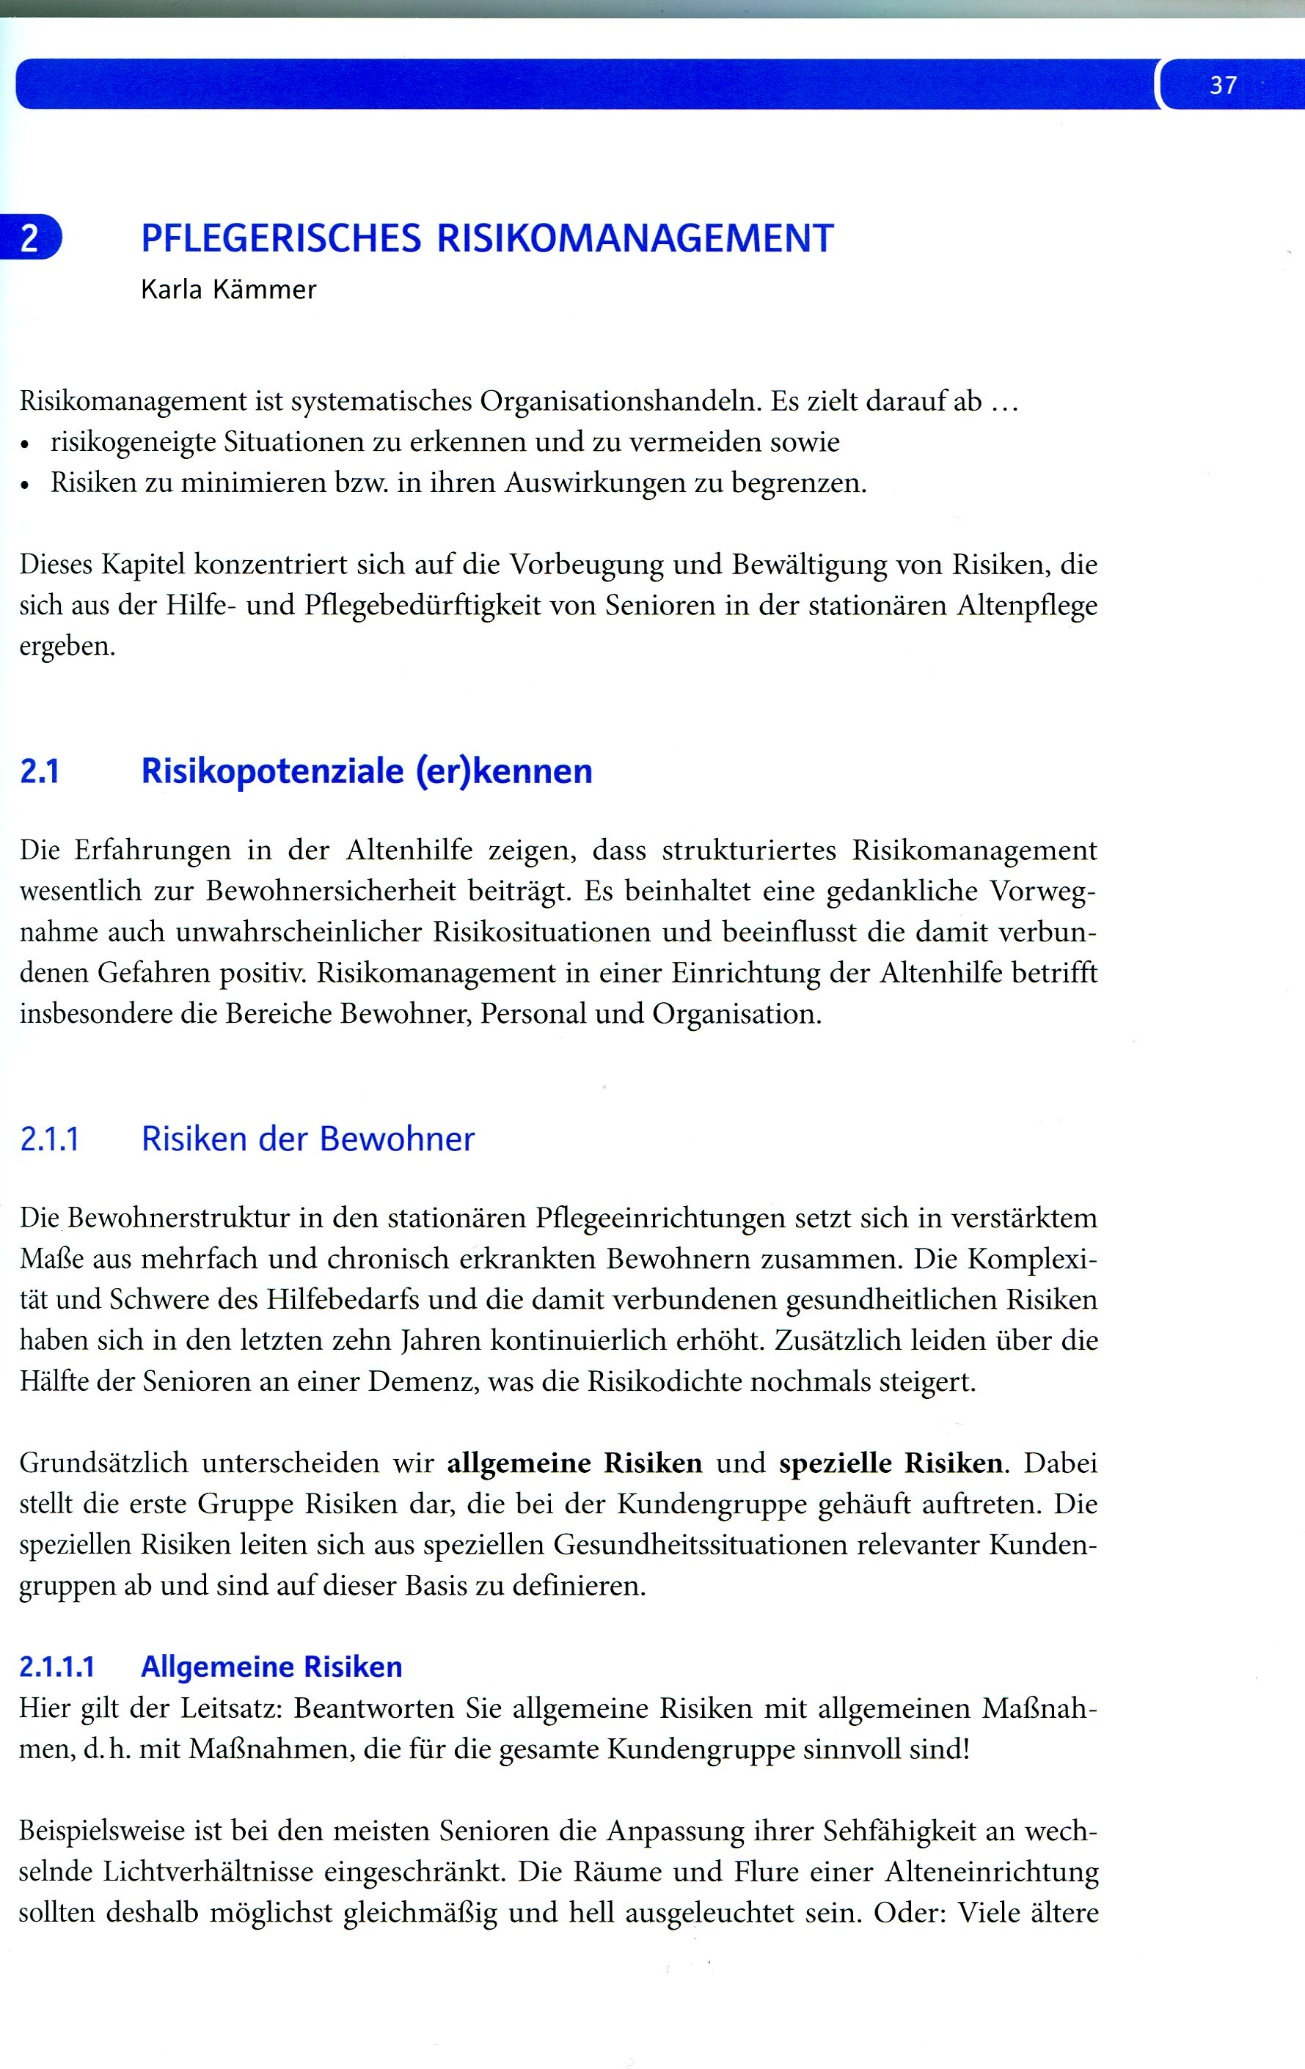 37
2 PFLEGERISCHES RISIKOMANAGEMENT
Karla Kämmer
Risikomanagement ist systematisches Organisationshandeln. Es zielt darauf ab …
• risikogeneigte Situationen zu erkennen und zu vermeiden sowie
• Risiken zu minimieren bzw. in ihren Auswirkungen zu begrenzen.
Dieses Kapitel konzentriert sich auf die Vorbeugung und Bewältigung von Risiken, die
sich aus der Hilfe- und Pflegebedürftigkeit von Senioren in der stationären Altenpflege
ergeben.
2.1 Risikopotenziale (er)kennen
Die Erfahrungen in der Altenhilfe zeigen, dass strukturiertes Risikomanagement
wesentlich zur Bewohnersicherheit beiträgt. Es beinhaltet eine gedankliche Vorweg-
nahme auch unwahrscheinlicher Risikosituationen und beeinflusst die damit verbun-
denen Gefahren positiv. Risikomanagement in einer Einrichtung der Altenhilfe betrifft
insbesondere die Bereiche Bewohner, Personal und Organisation.
2.1.1 Risiken der Bewohner
Die Bewohnerstruktur in den stationären Pflegeeinrichtungen setzt sich in verstärktem
Maße aus mehrfach und chronisch erkrankten Bewohnern zusammen. Die Komplexi-
tät und Schwere des Hilfebedarfs und die damit verbundenen gesundheitlichen Risiken
haben sich in den letzten zehn Jahren kontinuierlich erhöht. Zusätzlich leiden über die
Hälfte der Senioren an einer Demenz, was die Risikodichte nochmals steigert.
Grundsätzlich unterscheiden wir allgemeine Risiken und spezielle Risiken. Dabei
stellt die erste Gruppe Risiken dar, die bei der Kundengruppe gehäuft auftreten. Die
speziellen Risiken leiten sich aus speziellen Gesundheitssituationen relevanter Kunden-
gruppen ab und sind auf dieser Basis zu definieren.
2.1.1.1 Allgemeine Risiken
Hier gilt der Leitsatz: Beantworten Sie allgemeine Risiken mit allgemeinen Maßnah-
men, d. h. mit Maßnahmen, die für die gesamte Kundengruppe sinnvoll sind!
Beispielsweise ist bei den meisten Senioren die Anpassung ihrer Sehfähigkeit an wech-
selnde Lichtverhältnisse eingeschränkt. Die Räume und Flure einer Alteneinrichtung
sollten deshalb möglichst gleichmäßig und hell ausgeleuchtet sein. Oder: Viele ältere